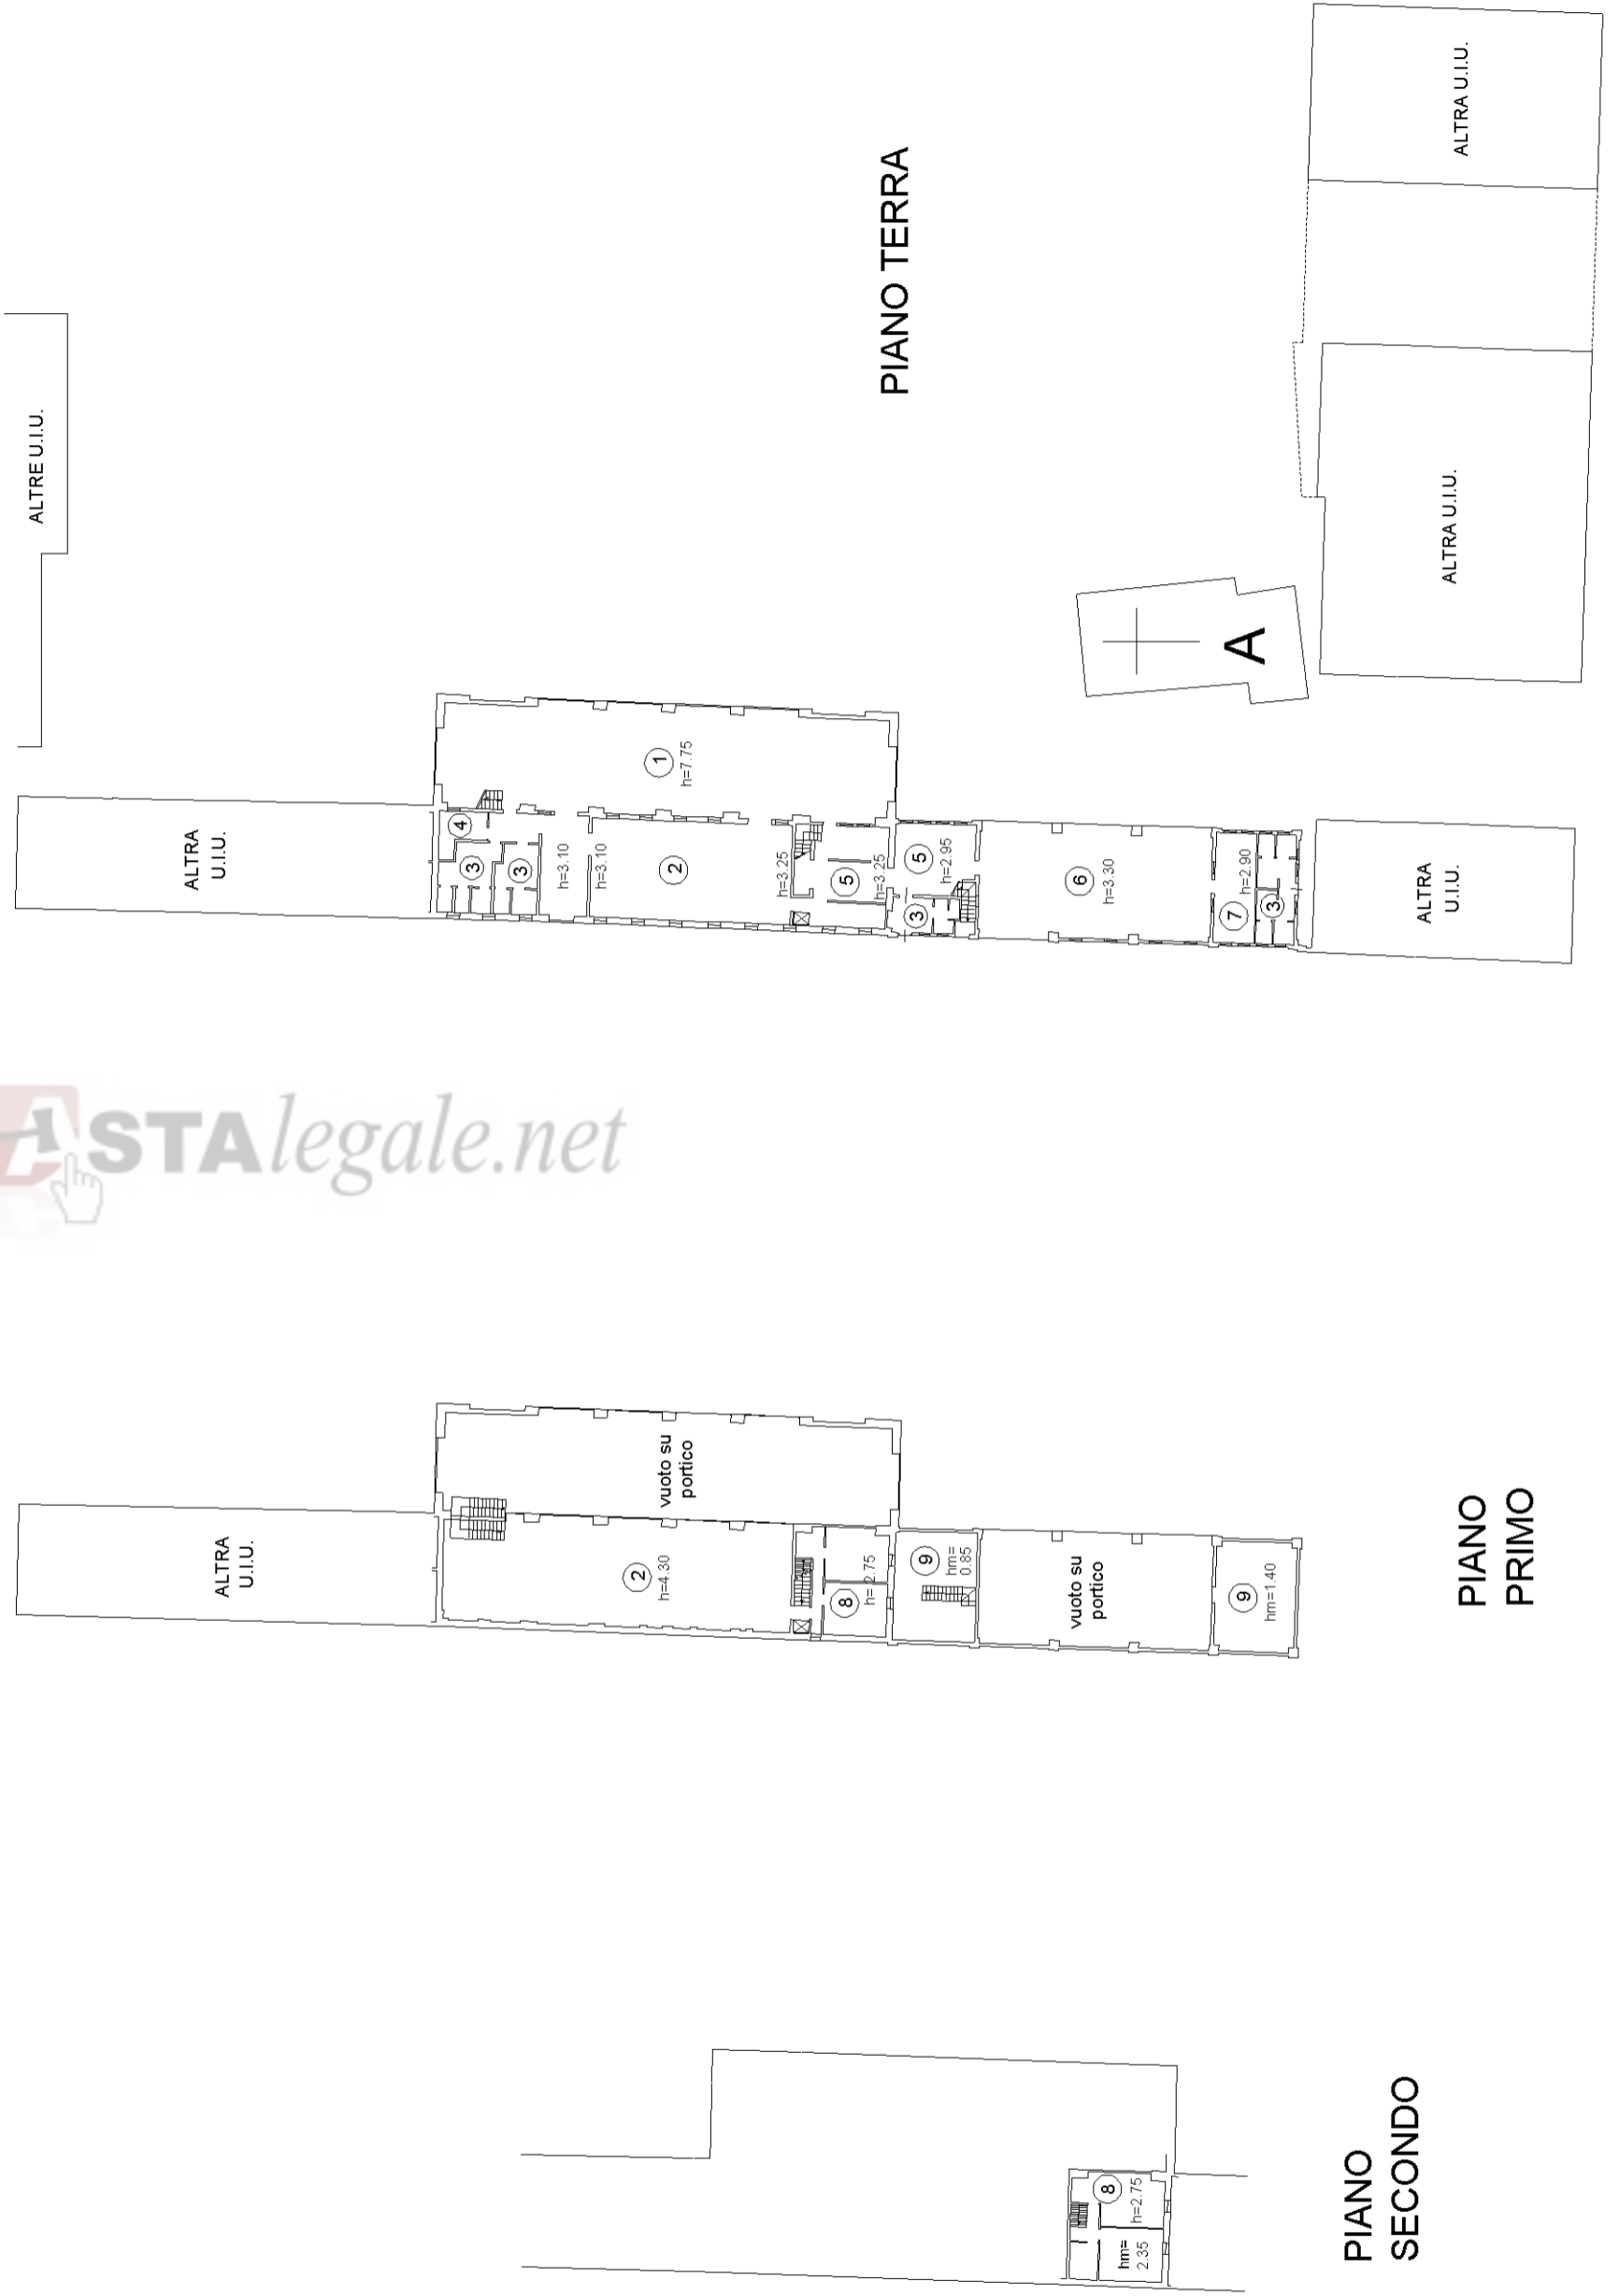 ALTRE U.I.U.
ALTRA
U.I.U.
4
3
3
h=3.10
h=3.10
2
1
h=7.75
h=3.25
5
h=3.25
5
h=2.95
3
6
h=3.30
7
h=2.90
3
ALTRA
U.I.U.
A
ALTRA U.I.U.
ALTRA U.I.U.
PIANO TERRA
ASTAlegale.net
ALTRA
U.I.U.
vuoto su
portico
2
h=4.30
8
h= 2.75
9
hm=
0.85
vuoto su
portico
9
hm=1.40
PIANO
PRIMO
8
h=2.75
hm=
2.35
PIANO
SECONDO